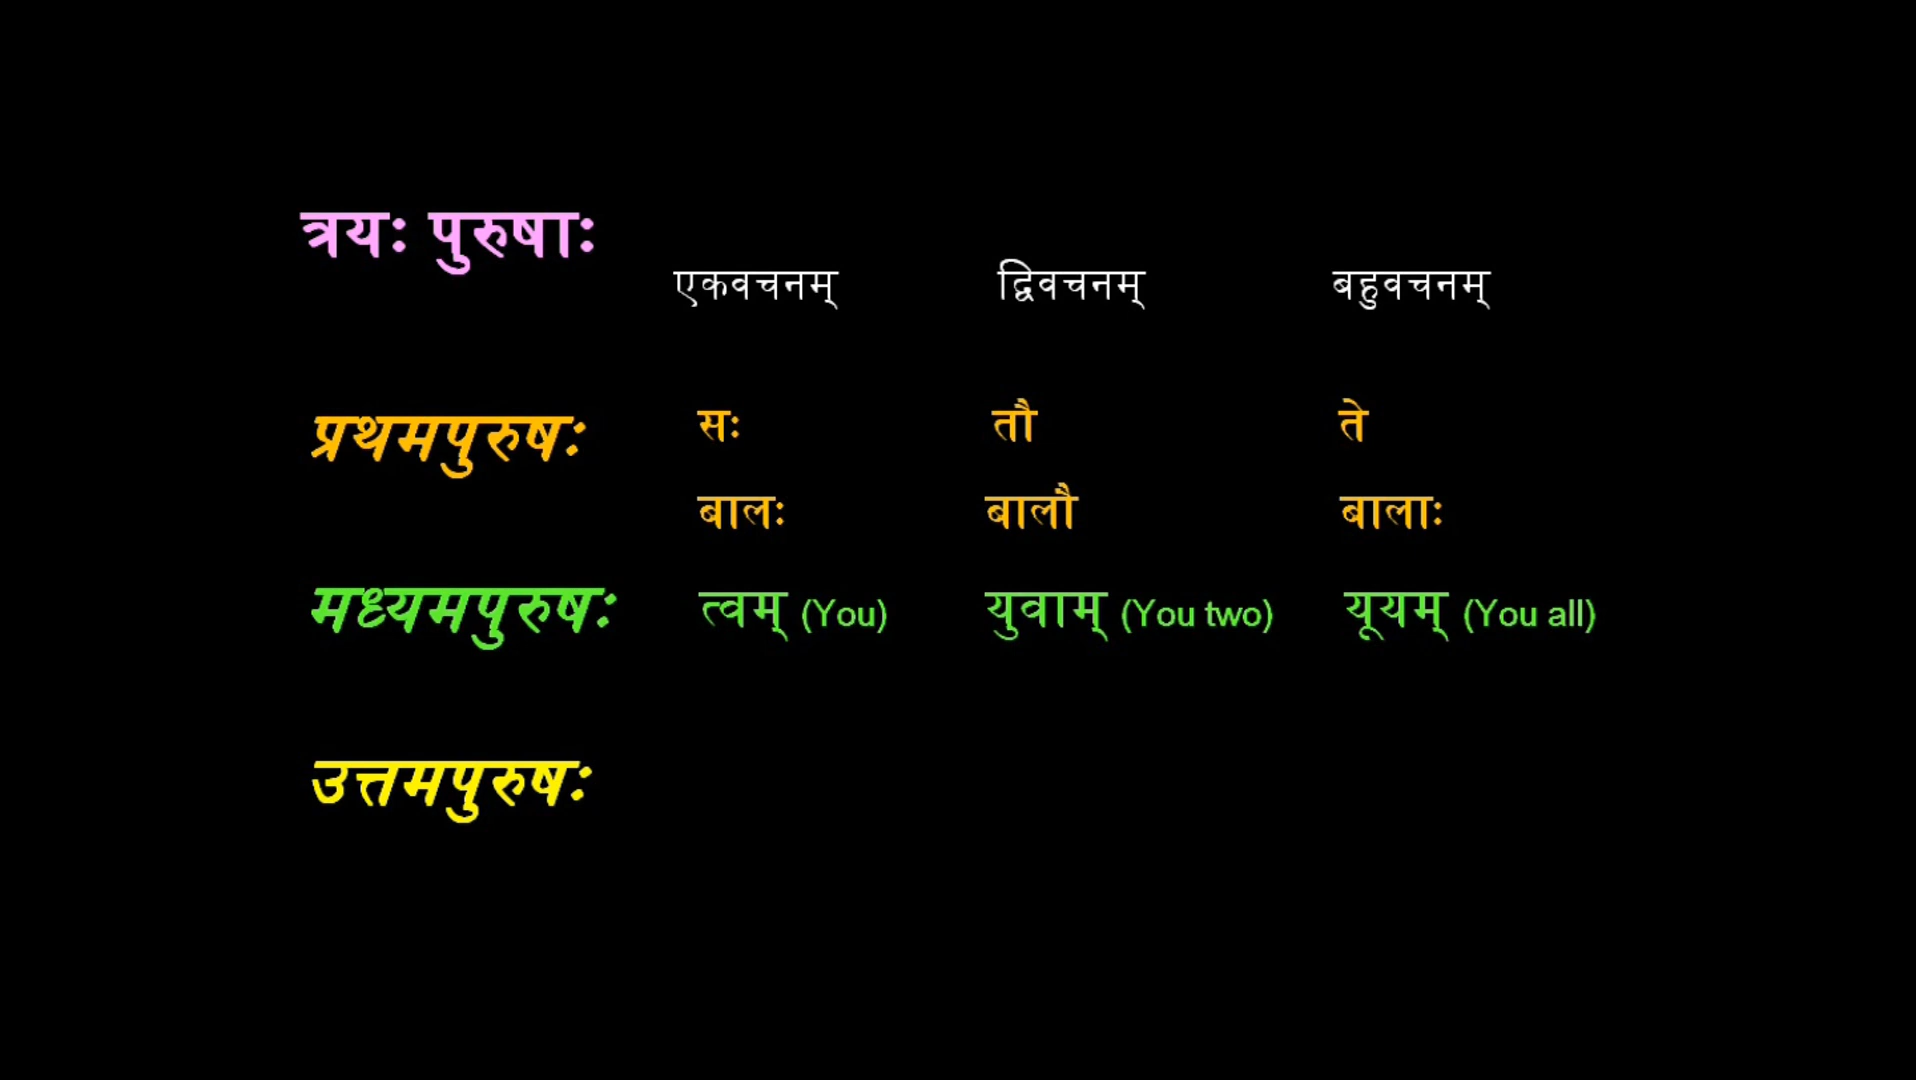 त्रयः पुरुषाः
एकवचनम् द्विवचनम् बहुवचनम्
प्रथमपुरुषः सः तौ ते
बालः बालौ बालाः
मध्यमपुरुषः त्वम् (You) युवाम् (You two) यूयम् (You all)
उत्तमपुरुषः